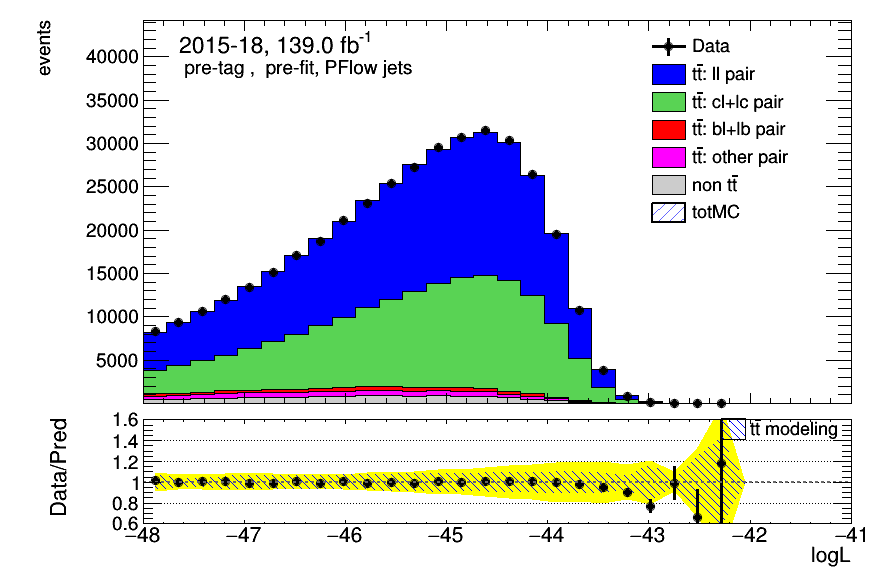 events
2015-18, 139.0 fb⁻¹
pre-tag , pre-fit, PFlow jets
Data
tt̄: ll pair
tt̄: cl+lc pair
tt̄: bl+lb pair
tt̄: other pair
non tt̄
totMC
40000
35000
30000
25000
20000
15000
10000
5000
Data/Pred
tt̄ modeling
1.6
1.4
1.2
1
0.8
0.6
−48 −47 −46 −45 −44 −43 −42 −41
logL